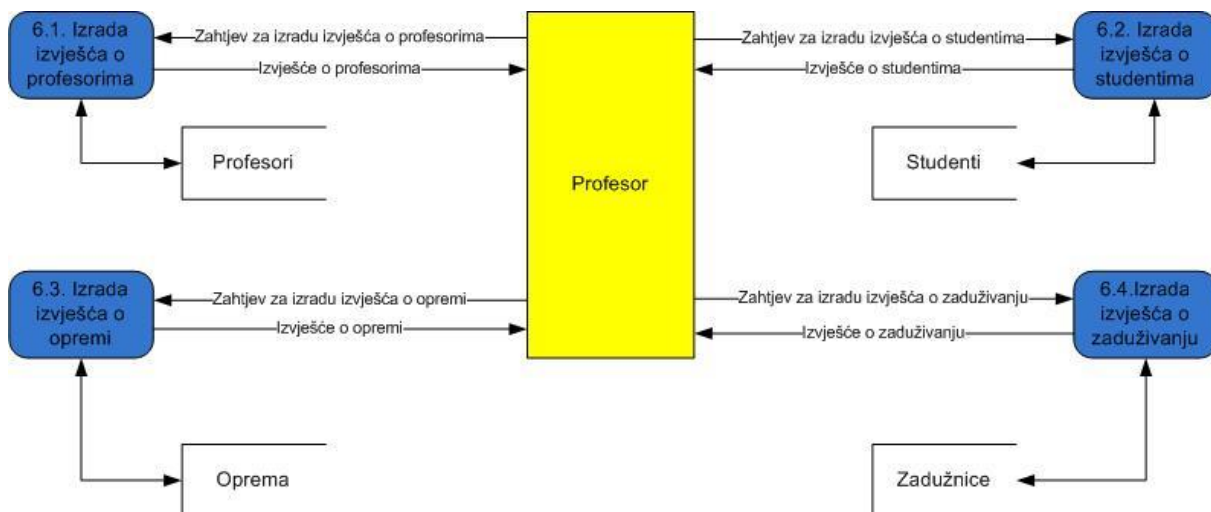 6.1. Izrada
izvješća o
profesorima
Zahtjev za izradu izvješća o profesorima
Izvješće o profesorima
Profesori
Profesor
Zahtjev za izradu izvješća o studentima
Izvješće o studentima
6.2. Izrada
izvješća o
studentima
Studenti
6.3. Izrada
izvješća o
opremi
Zahtjev za izradu izvješća o opremi
Izvješće o opremi
Oprema
Zahtjev za izradu izvješća o zaduživanju
Izvješće o zaduživanju
6.4.Izrada
izvješća o
zaduživanju
Zadužnice